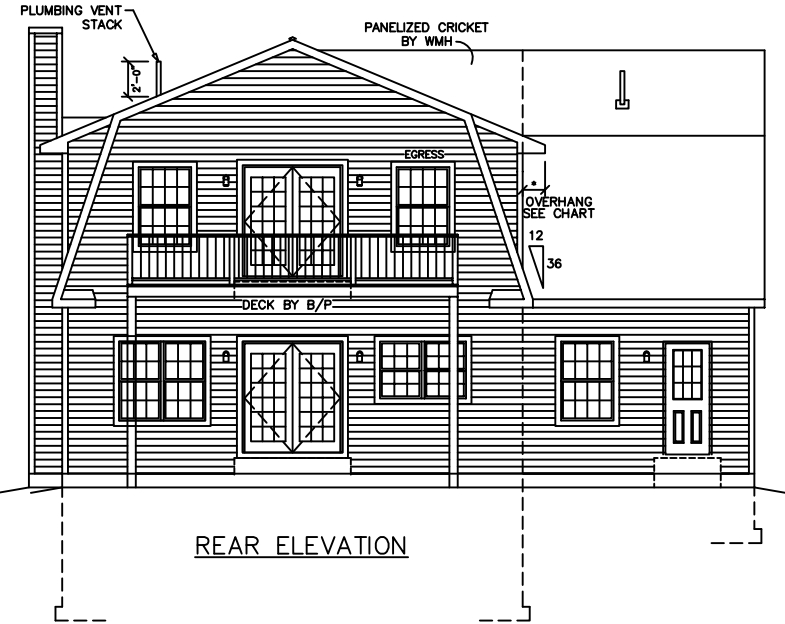 PLUMBING VENT
STACK
PANELIZED CRICKET
BY WMH
2'-0"
EGRESS
*
OVERHANG
SEE CHART
12
36
DECK BY B/P
REAR ELEVATION